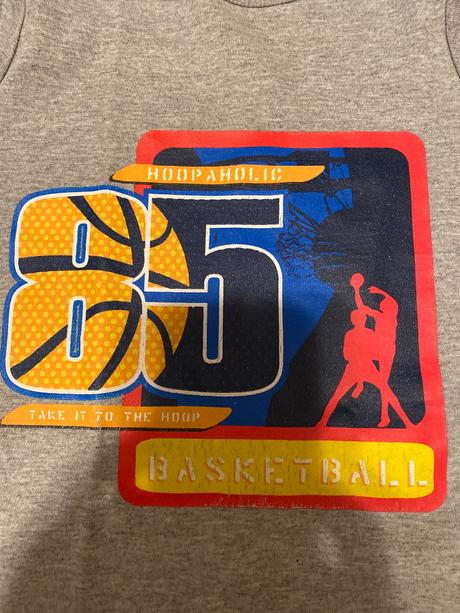 HOOPAHOLIC
85
TAKE IT TO THE HOOP
BASKETBALL